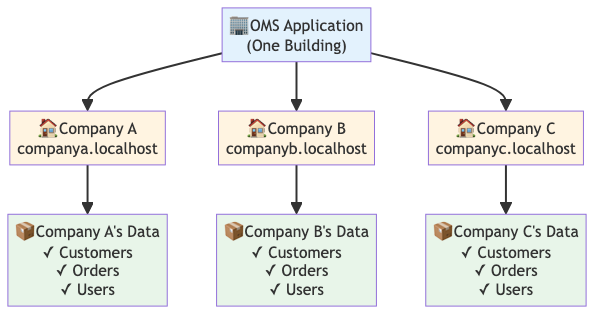 🏢OMS Application
(One Building)
🏠Company A
companya.localhost
🏠Company B
companyb.localhost
🏠Company C
companyc.localhost
📦Company A's Data
✓ Customers
✓ Orders
✓ Users
📦Company B's Data
✓ Customers
✓ Orders
✓ Users
📦Company C's Data
✓ Customers
✓ Orders
✓ Users